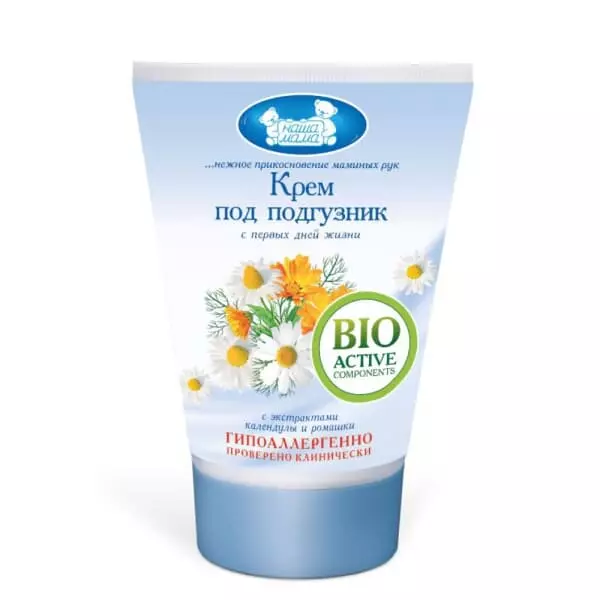 наша
мама
...нежное прикосновение маминых рук
Крем
под подгузник
с первых дней жизни
BIO
ACTIVE
COMPONENTS
с экстрактами
календулы и ромашки
ГИПОАЛЛЕРГЕННО
ПРОВЕРЕНО КЛИНИЧЕСКИ